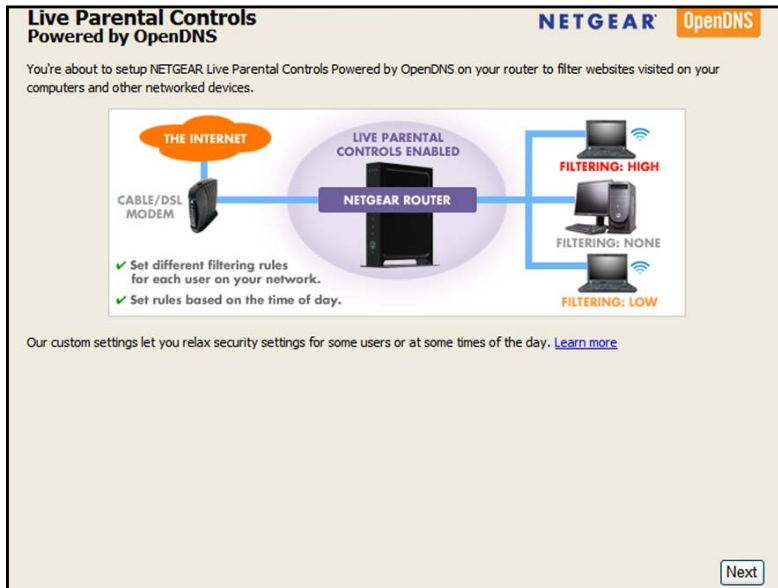 Live Parental Controls
Powered by OpenDNS
NETGEAR
OpenDNS
You're about to setup NETGEAR Live Parental Controls Powered by OpenDNS on your router to filter websites visited on your
computers and other networked devices.
THE INTERNET
LIVE PARENTAL
CONTROLS ENABLED
FILTERING: HIGH
CABLE/DSL
MODEM
NETGEAR ROUTER
FILTERING: NONE
✔ Set different filtering rules
for each user on your network.
✔ Set rules based on the time of day.
FILTERING: LOW
Our custom settings let you relax security settings for some users or at some times of the day. Learn more
Next